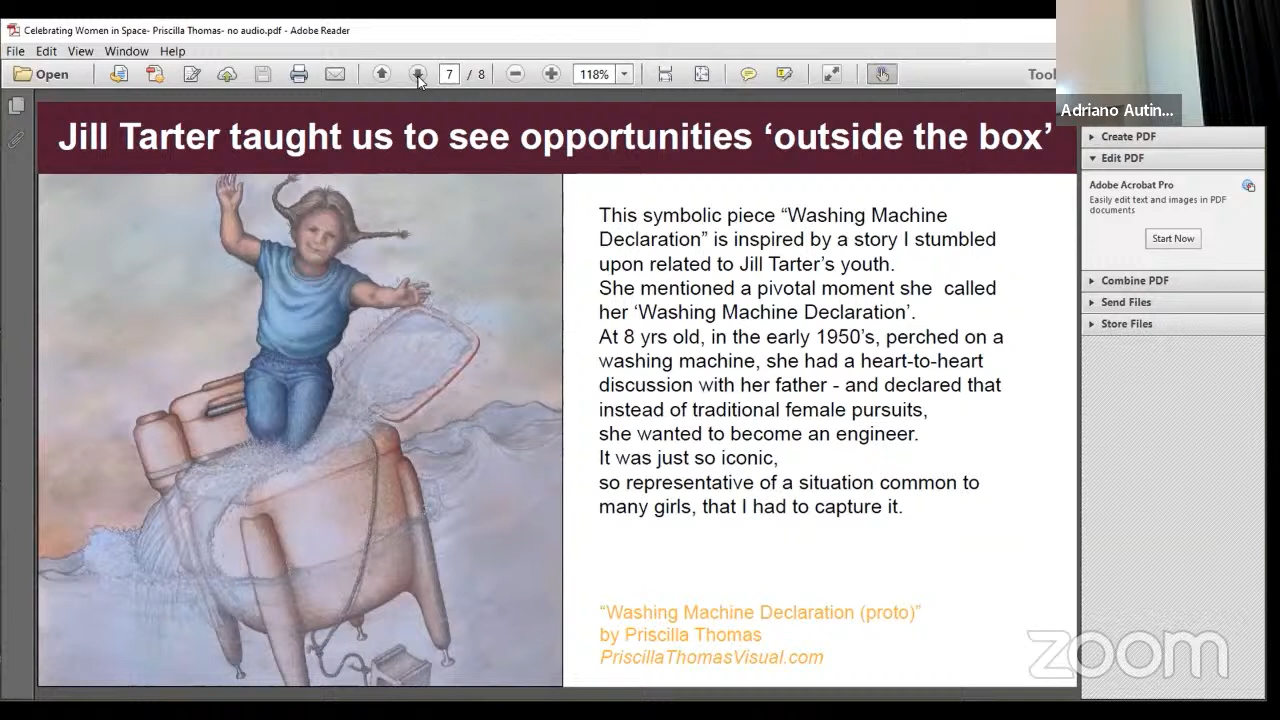 Celebrating Women in Space- Priscilla Thomas- no audio.pdf - Adobe Reader
File Edit View Window Help
Open
7 / 8
118%
Adriano Autin...
Jill Tarter taught us to see opportunities ‘outside the box’
This symbolic piece “Washing Machine
Declaration” is inspired by a story I stumbled
upon related to Jill Tarter’s youth.
She mentioned a pivotal moment she called
her ‘Washing Machine Declaration’.
At 8 yrs old, in the early 1950’s, perched on a
washing machine, she had a heart-to-heart
discussion with her father - and declared that
instead of traditional female pursuits,
she wanted to become an engineer.
It was just so iconic,
so representative of a situation common to
many girls, that I had to capture it.
“Washing Machine Declaration (proto)”
by Priscilla Thomas
PriscillaThomasVisual.com
Create PDF
Edit PDF
Adobe Acrobat Pro
Easily edit text and images in PDF
documents
Start Now
Combine PDF
Send Files
Store Files
zoom